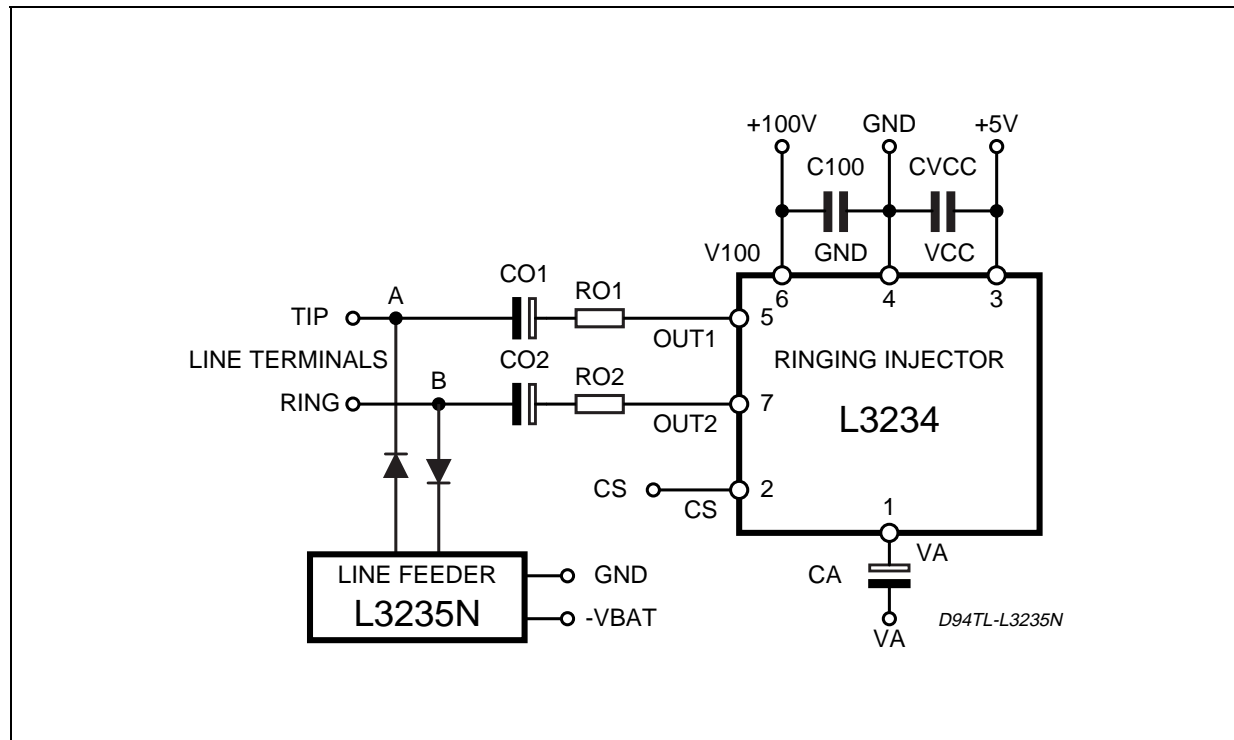 +100V GND +5V
C100 CVCC
V100 GND VCC
6 4 3
CO1 RO1
A
TIP 5
OUT1
LINE TERMINALS RINGING INJECTOR
CO2 RO2
B
RING 7 L3234
OUT2
CS 2
CS
1
VA
CA
LINE FEEDER GND
L3235N -VBAT
VA
D94TL-L3235N